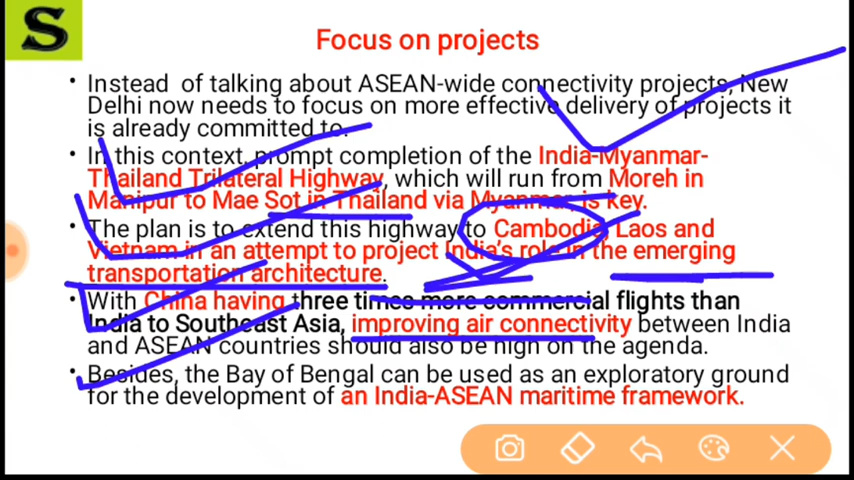 S
Focus on projects
• Instead of talking about ASEAN-wide connectivity projects, New
Delhi now needs to focus on more effective delivery of projects it
is already committed to.
• In this context, prompt completion of the India-Myanmar-
Thailand Trilateral Highway, which will run from Moreh in
Manipur to Mae Sot in Thailand via Myanmar, is key.
• The plan is to extend this highway to Cambodia, Laos and
Vietnam in an attempt to project India's role in the emerging
transportation architecture.
• With China having three times more commercial flights than
India to Southeast Asia, improving air connectivity between India
and ASEAN countries should also be high on the agenda.
• Besides, the Bay of Bengal can be used as an exploratory ground
for the development of an India-ASEAN maritime framework.